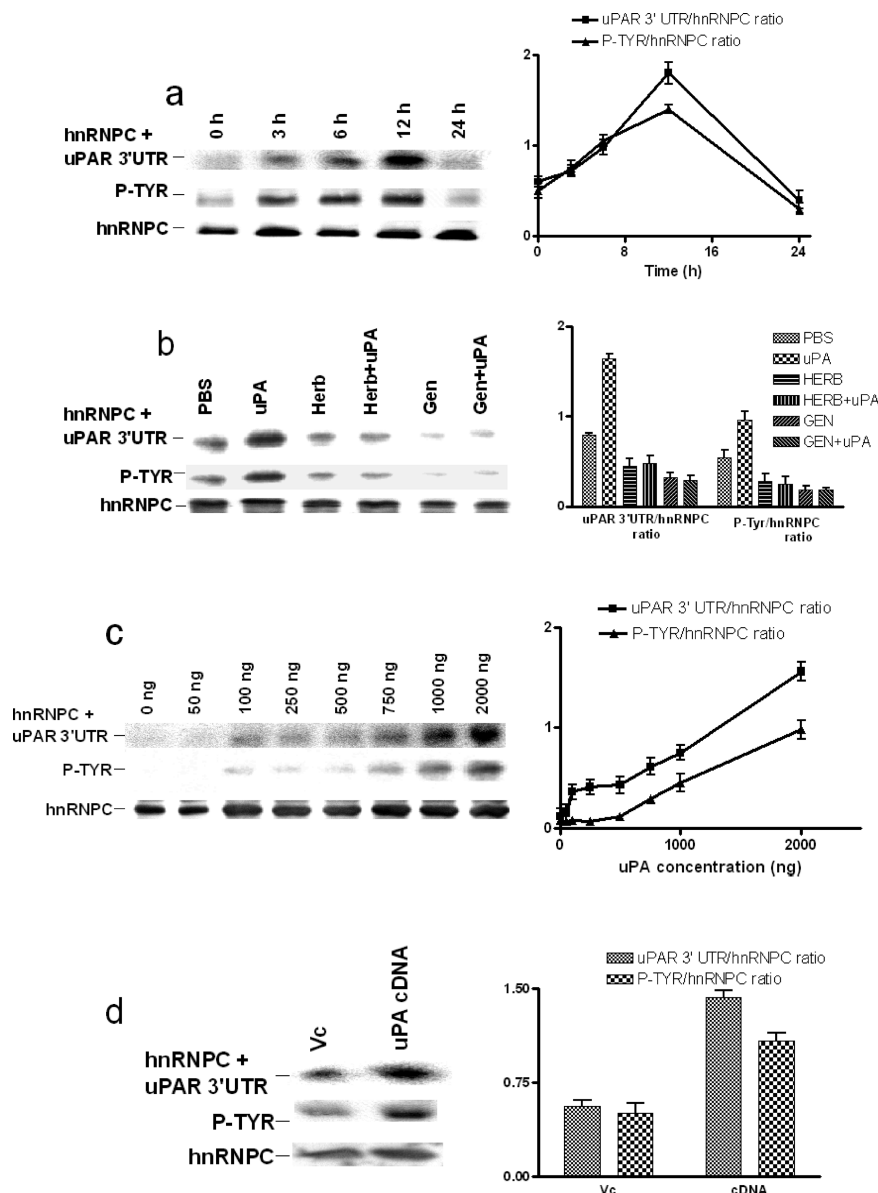 a
0 h 3 h 6 h 12 h 24 h
hnRNPC +
uPAR 3'UTR
P-TYR
hnRNPC
uPAR 3' UTR/hnRNPC ratio
P-TYR/hnRNPC ratio
2
1
0
0 8 16 24
Time (h)
b
PBS uPA Herb Herb+uPA Gen Gen+uPA
hnRNPC +
uPAR 3'UTR
P-TYR
hnRNPC
2
1
0
PBS
uPA
HERB
HERB+uPA
GEN
GEN+uPA
uPAR 3'UTR/hnRNPC
ratio
P-Tyr/hnRNPC
ratio
c
0 ng 50 ng 100 ng 250 ng 500 ng 750 ng 1000 ng 2000 ng
hnRNPC +
uPAR 3'UTR
P-TYR
hnRNPC
uPAR 3' UTR/hnRNPC ratio
P-TYR/hnRNPC ratio
2
1
0
0 1000 2000
uPA concentration (ng)
d
Vc uPA cDNA
hnRNPC +
uPAR 3'UTR
P-TYR
hnRNPC
uPAR 3' UTR/hnRNPC ratio
P-TYR/hnRNPC ratio
1.50
0.75
0.00
Vc cDNA